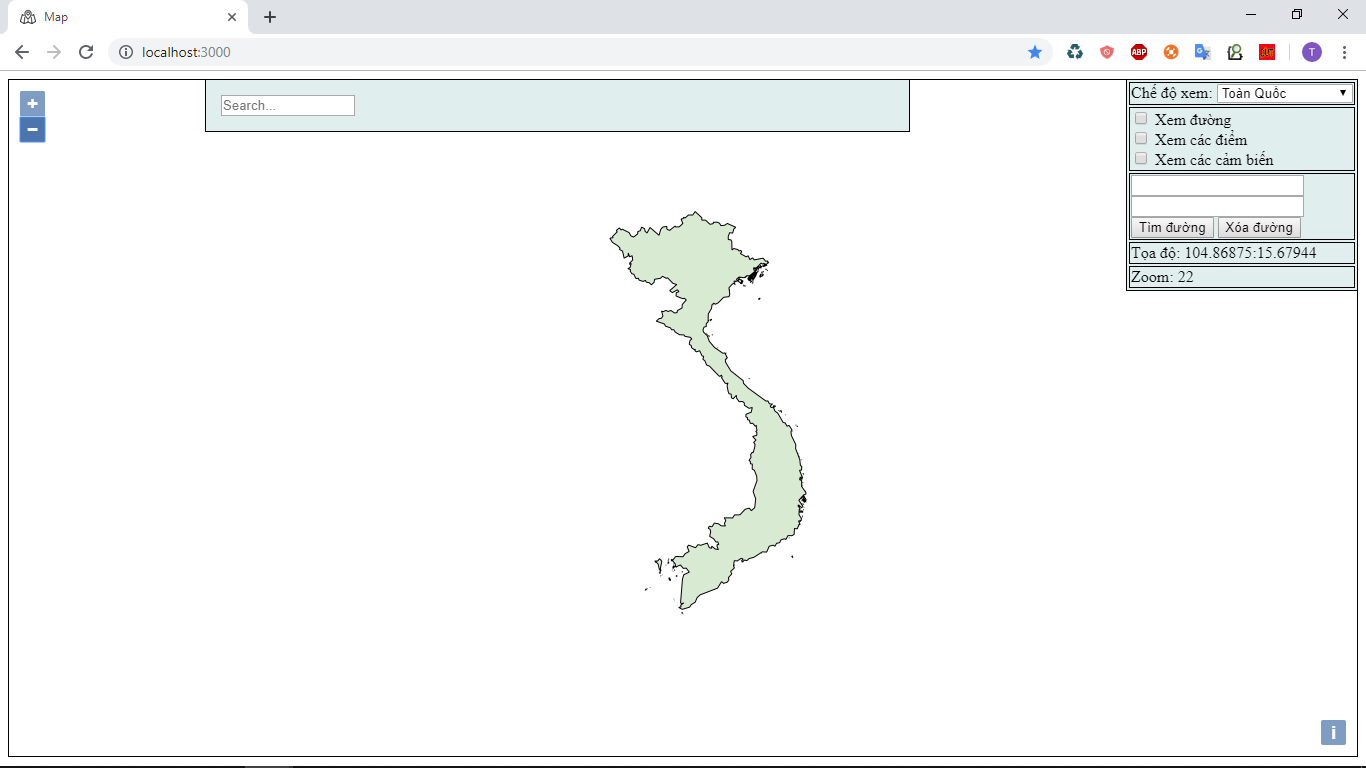 Map
localhost:3000
ABP
T
+
−
Search...
Chế độ xem: Toàn Quốc
Xem đường
Xem các điểm
Xem các cảm biến
Tìm đường Xóa đường
Tọa độ: 104.86875:15.67944
Zoom: 22
i